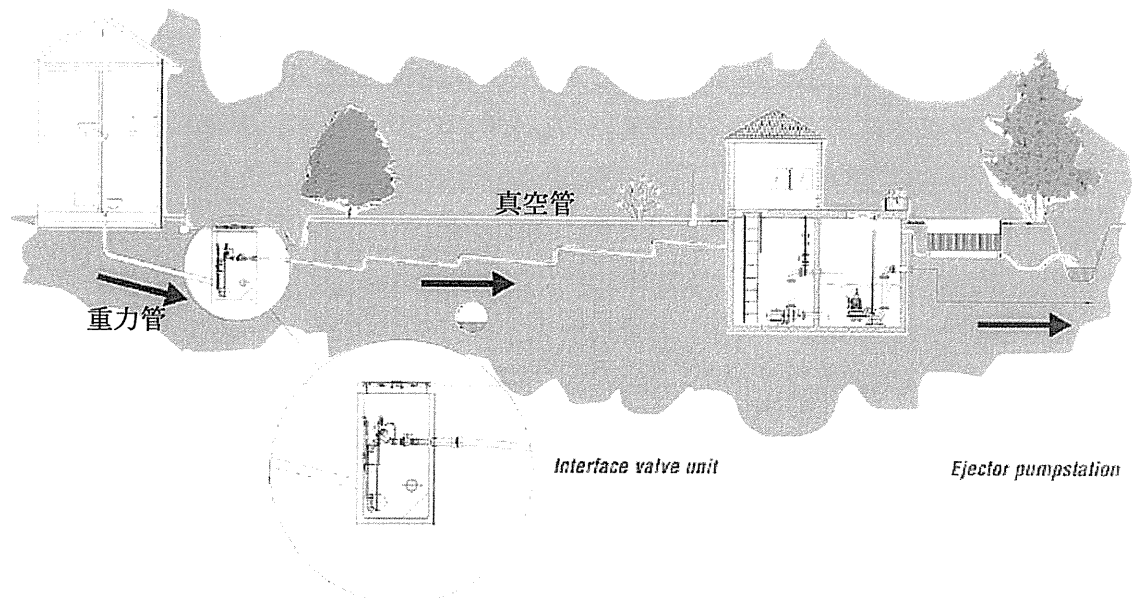 真空管
重力管
Interface valve unit
Ejector pumpstation